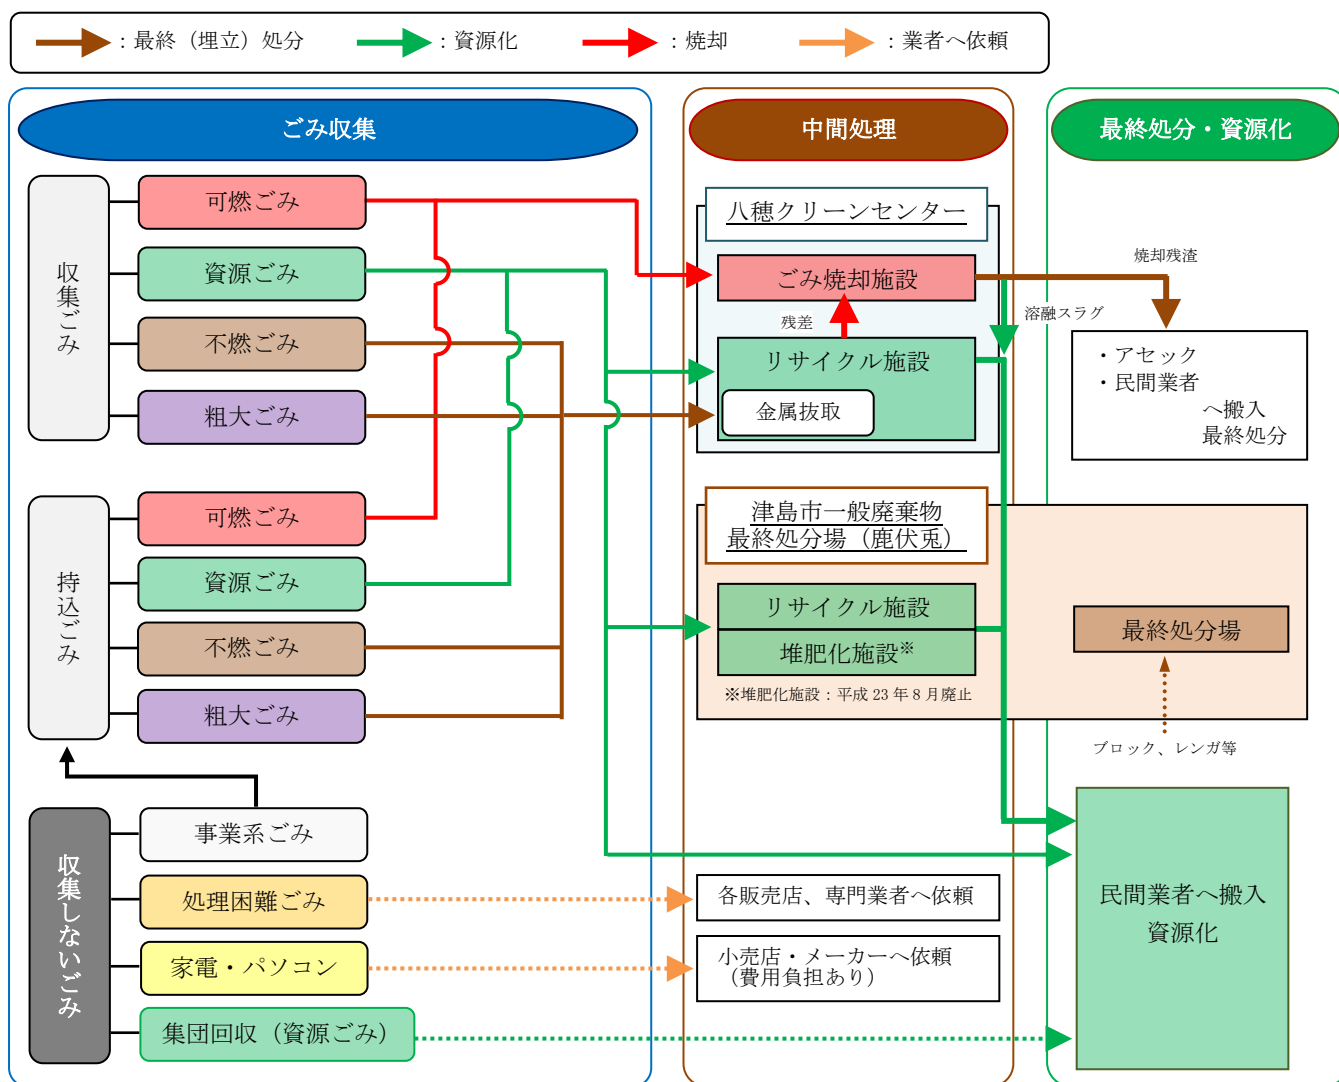 ：最終（埋立）処分
：資源化
：焼却
：業者へ依頼
ごみ収集
中間処理
最終処分・資源化
収集ごみ
可燃ごみ
資源ごみ
不燃ごみ
粗大ごみ
八穂クリーンセンター
ごみ焼却施設
残差
リサイクル施設
金属抜取
焼却残渣
溶融スラグ
・アセック
・民間業者
へ搬入
最終処分
持込ごみ
可燃ごみ
資源ごみ
不燃ごみ
粗大ごみ
津島市一般廃棄物
最終処分場（鹿伏兎）
リサイクル施設
堆肥化施設※
※堆肥化施設：平成 23 年 8 月廃止
最終処分場
ブロック、レンガ等
収集しないごみ
事業系ごみ
処理困難ごみ
家電・パソコン
集団回収（資源ごみ）
各販売店、専門業者へ依頼
小売店・メーカーへ依頼
（費用負担あり）
民間業者へ搬入
資源化